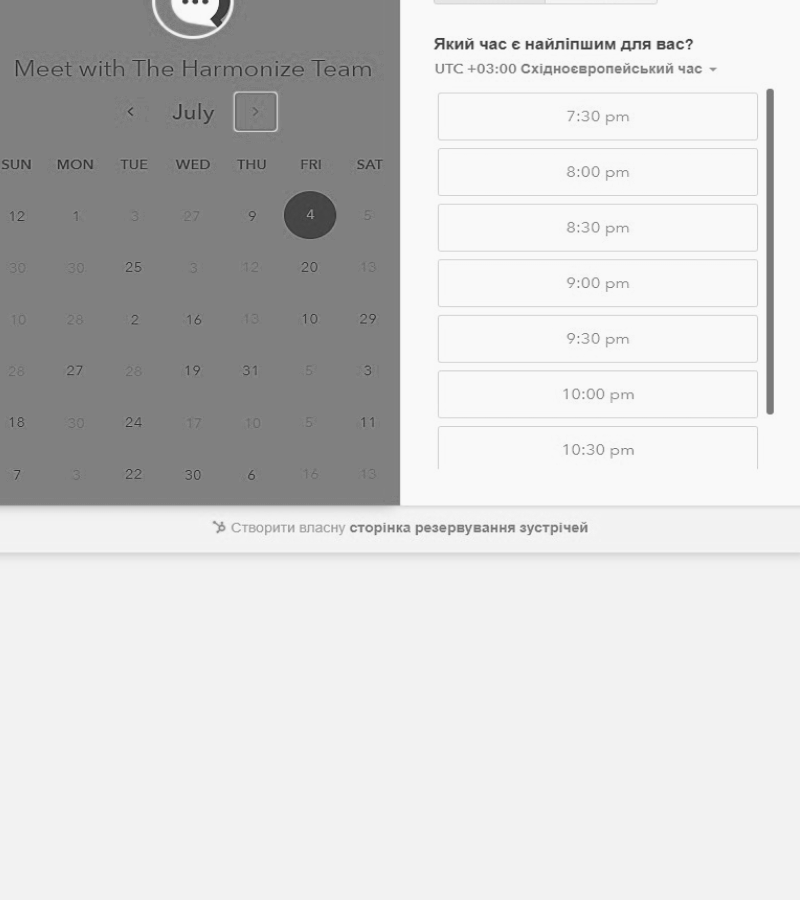 Meet with The Harmonize Team
July
SUN MON TUE WED THU FRI SAT
12 1 3 27 9 4 5
30 30 25 3 12 20 13
10 28 2 16 13 10 29
28 27 28 19 31 5 3
18 30 24 17 10 5 11
7 3 22 30 6 16 13
Який час є найліпшим для вас?
UTC +03:00 Східноєвропейський час
7:30 pm
8:00 pm
8:30 pm
9:00 pm
9:30 pm
10:00 pm
10:30 pm
Створити власну сторінка резервування зустрічей